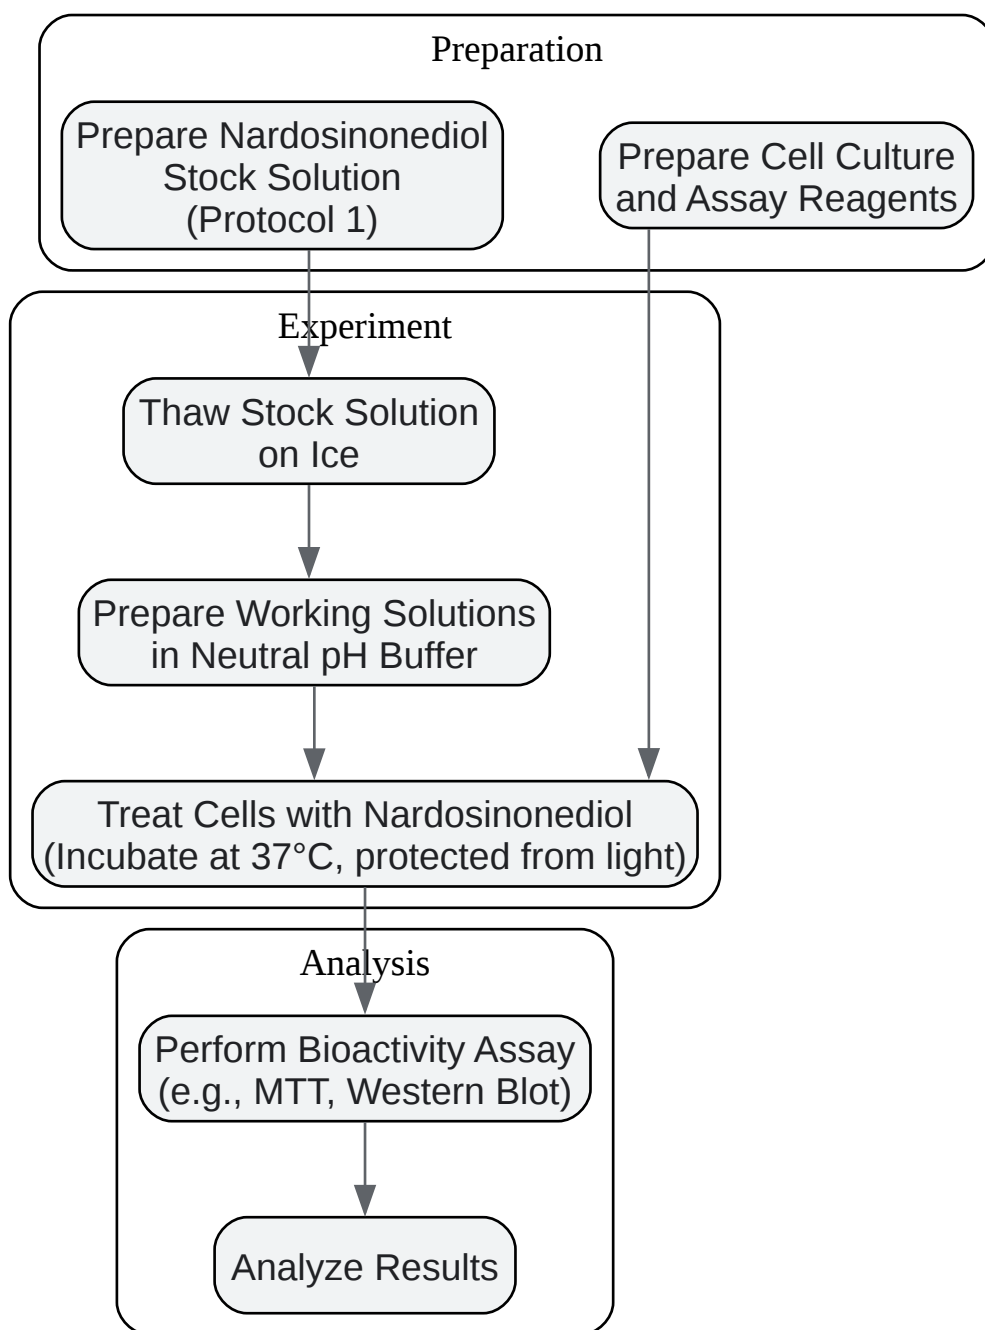 Preparation
Prepare Nardosinonediol
Stock Solution
(Protocol 1)
Prepare Cell Culture
and Assay Reagents
Experiment
Thaw Stock Solution
on Ice
Prepare Working Solutions
in Neutral pH Buffer
Treat Cells with Nardosinonediol
(Incubate at 37°C, protected from light)
Analysis
Perform Bioactivity Assay
(e.g., MTT, Western Blot)
Analyze Results